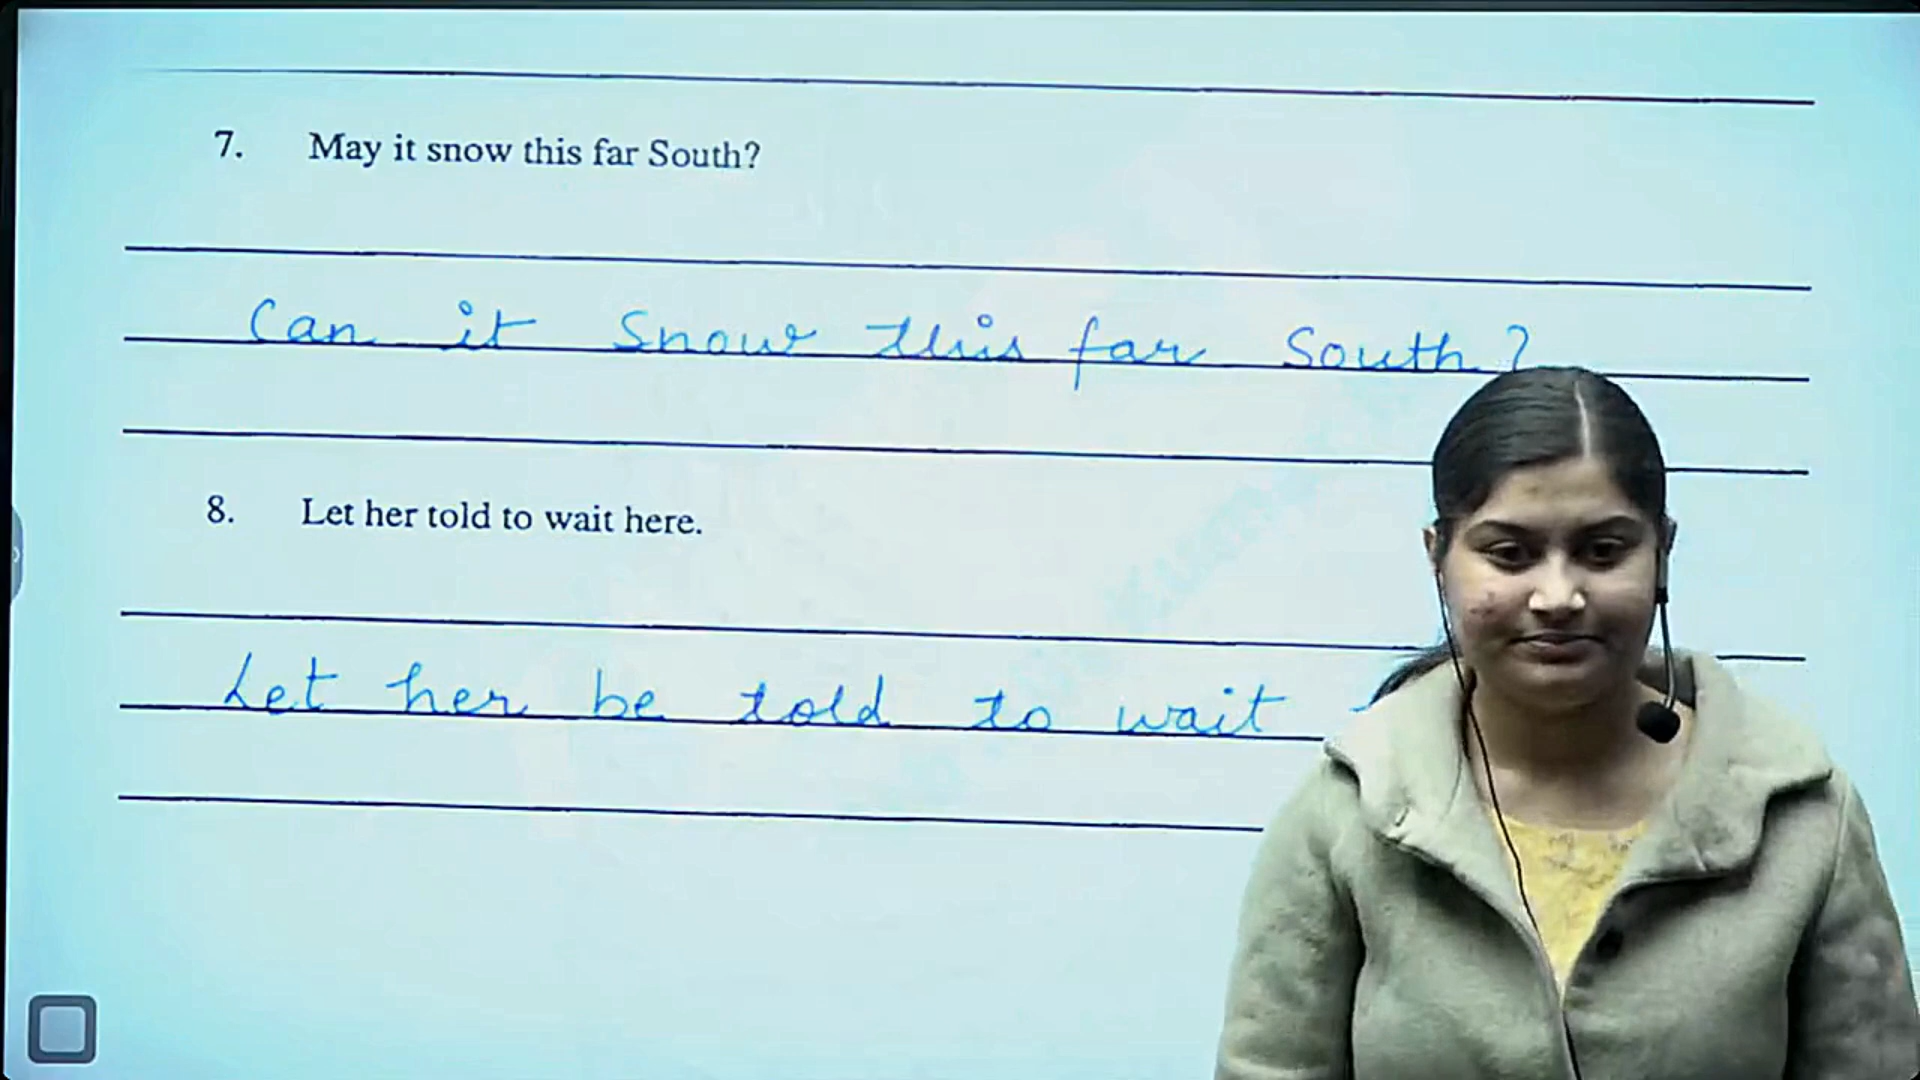 7. May it snow this far South?
Can it Snow this far South?
8. Let her told to wait here.
Let her be told to wait